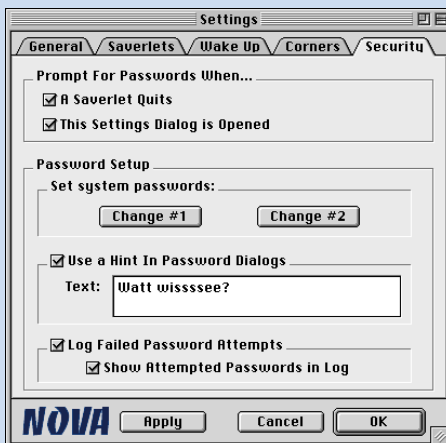 Settings
General Saverlets Wake Up Corners Security
Prompt For Passwords When...
A Saverlet Quits
This Settings Dialog is Opened
Password Setup
Set system passwords:
Change #1 Change #2
Use a Hint In Password Dialogs
Text: Watt wissssee?
Log Failed Password Attempts
Show Attempted Passwords in Log
NOVA Apply Cancel OK